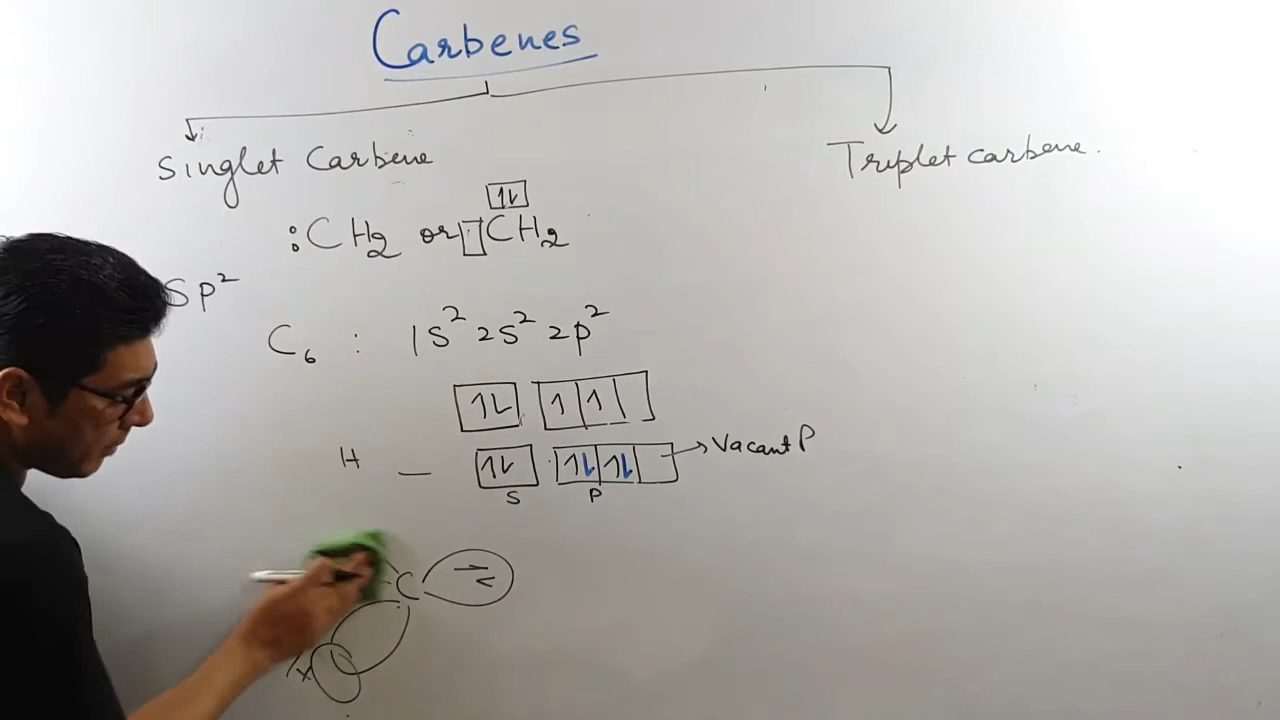 Carbenes
Singlet Carbene
Triplet carbene.
:CH2 or CH2
Sp²
C6 : 1s² 2s² 2p²
H — Vacant P
S P
C